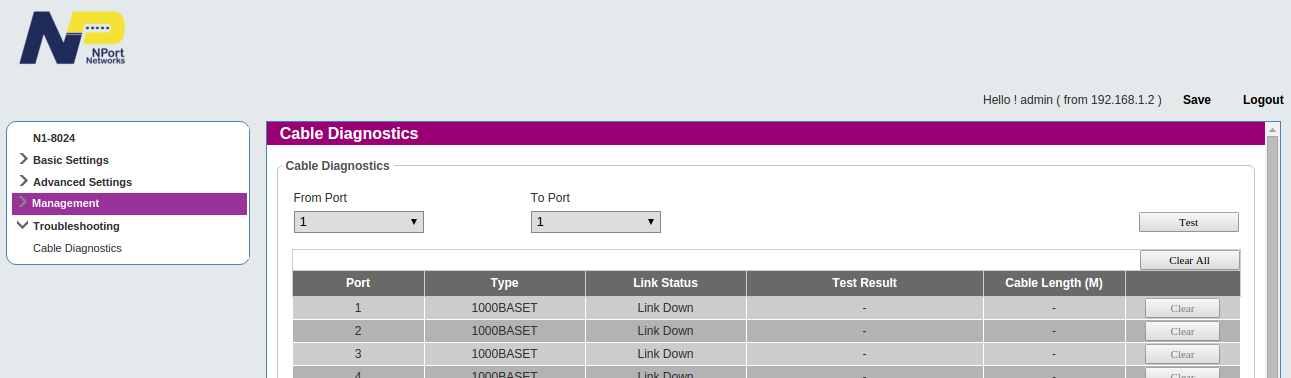 NPort
Networks
Hello ! admin ( from 192.168.1.2 ) Save Logout
N1-8024
Basic Settings
Advanced Settings
Management
Troubleshooting
Cable Diagnostics
Cable Diagnostics
Cable Diagnostics
From Port To Port
1 1 Test
Clear All
Port Type Link Status Test Result Cable Length (M)
1 1000BASET Link Down - - Clear
2 1000BASET Link Down - - Clear
3 1000BASET Link Down - - Clear
4 1000BASET Link Down - - Clear